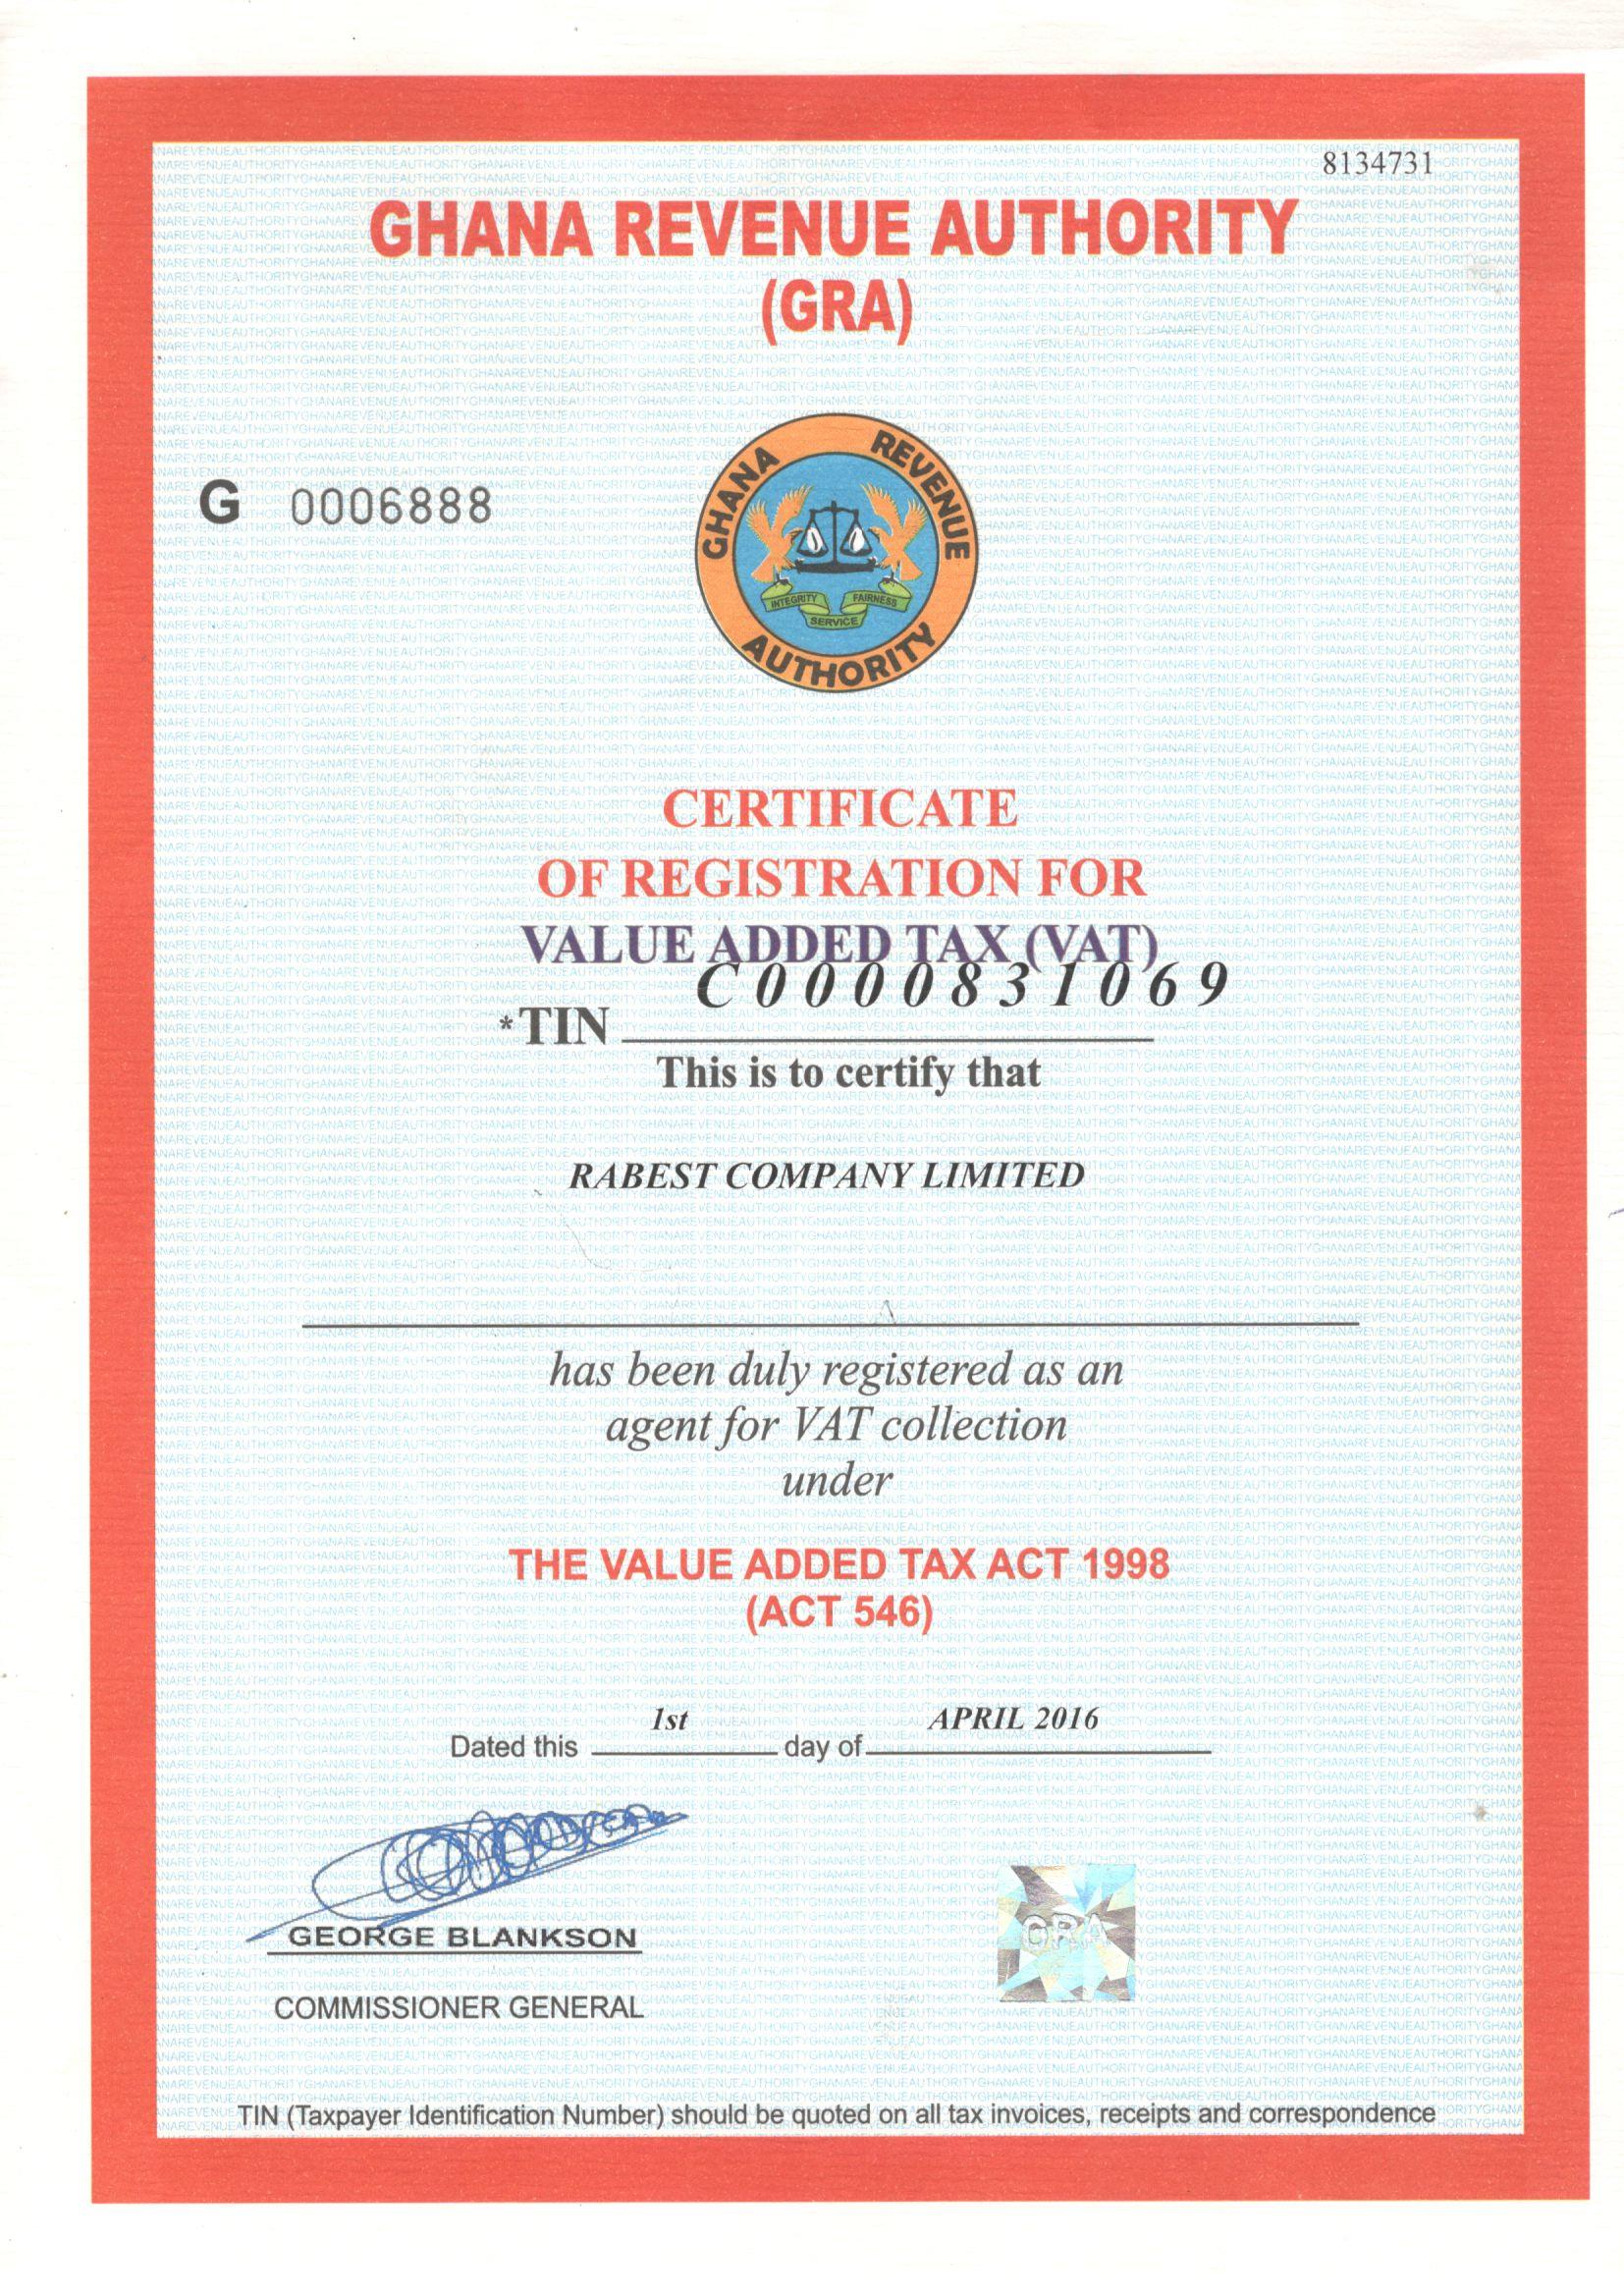 8134731
GHANA REVENUE AUTHORITY
(GRA)
G 0006888
GHANA REVENUE
INTEGRITY FAIRNESS
SERVICE
AUTHORITY
CERTIFICATE
OF REGISTRATION FOR
VALUE ADDED TAX (VAT)
C0000831069
*TIN
This is to certify that
RABEST COMPANY LIMITED
has been duly registered as an
agent for VAT collection
under
THE VALUE ADDED TAX ACT 1998
(ACT 546)
1st APRIL 2016
Dated this day of
GEORGE BLANKSON
GRA
COMMISSIONER GENERAL
TIN (Taxpayer Identification Number) should be quoted on all tax invoices, receipts and correspondence